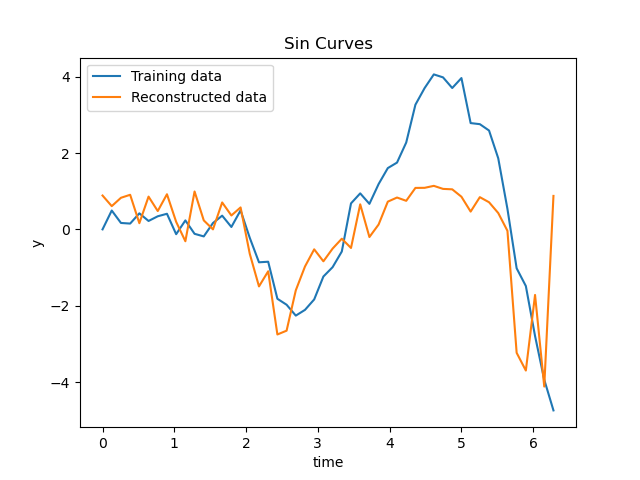 Sin Curves
Training data
Reconstructed data
4
2
0
−2
−4
y
0 1 2 3 4 5 6
time